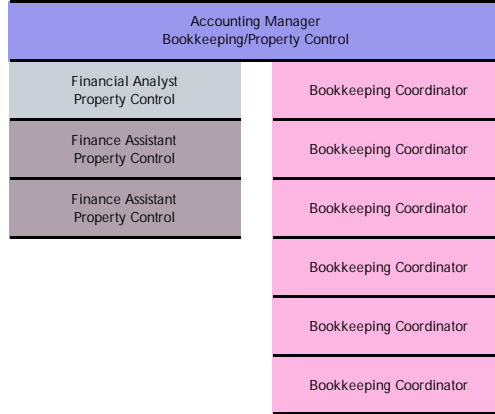 Accounting Manager
Bookkeeping/Property Control
Financial Analyst
Property Control
Finance Assistant
Property Control
Finance Assistant
Property Control
Bookkeeping Coordinator
Bookkeeping Coordinator
Bookkeeping Coordinator
Bookkeeping Coordinator
Bookkeeping Coordinator
Bookkeeping Coordinator